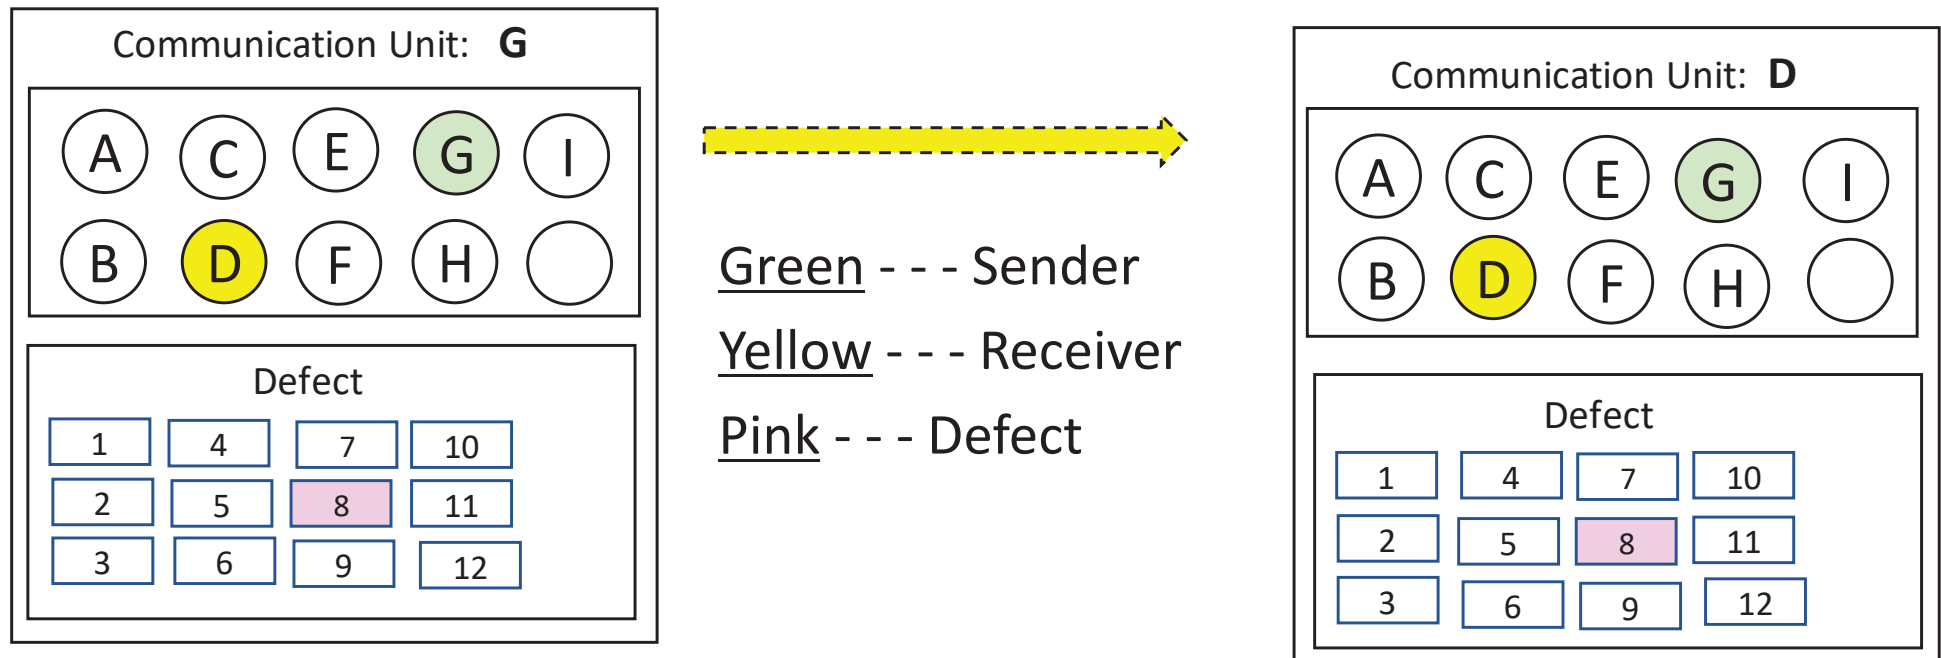 Communication Unit: G
A C E G I
B D F H
Defect
1 4 7 10
2 5 8 11
3 6 9 12
Green - - - Sender
Yellow - - - Receiver
Pink - - - Defect
Communication Unit: D
A C E G I
B D F H
Defect
1 4 7 10
2 5 8 11
3 6 9 12